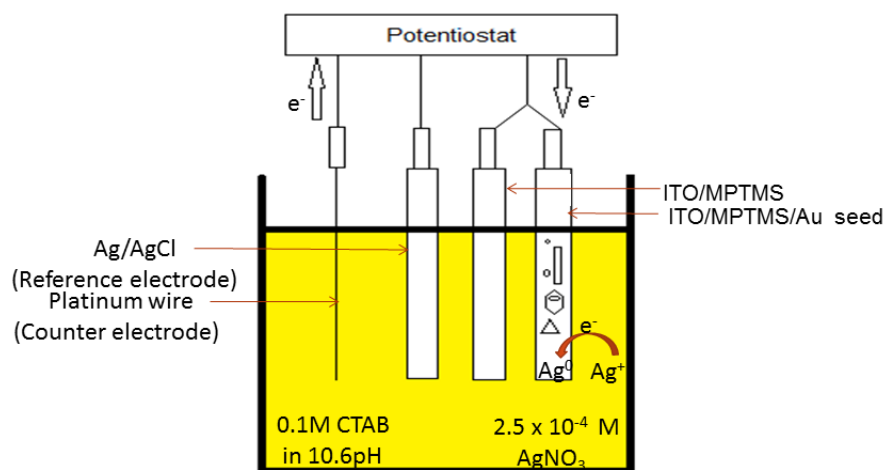 Potentiostat
e⁻
e⁻
ITO/MPTMS
ITO/MPTMS/Au seed
Ag/AgCl
(Reference electrode)
Platinum wire
(Counter electrode)
e⁻
Ag⁰
Ag⁺
0.1M CTAB
in 10.6pH
2.5 x 10⁻⁴ M
AgNO₃